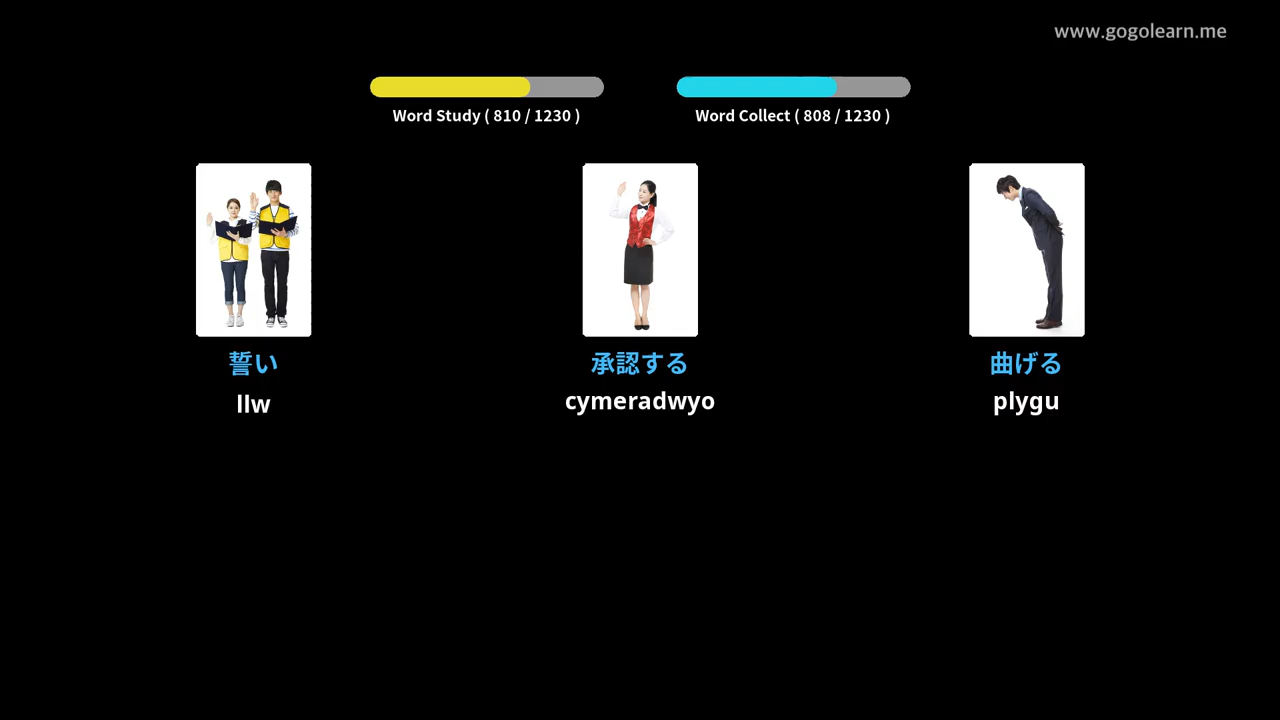 www.gogolearn.me
Word Study ( 810 / 1230 )
Word Collect ( 808 / 1230 )
誓い
llw
承認する
cymeradwyo
曲げる
plygu